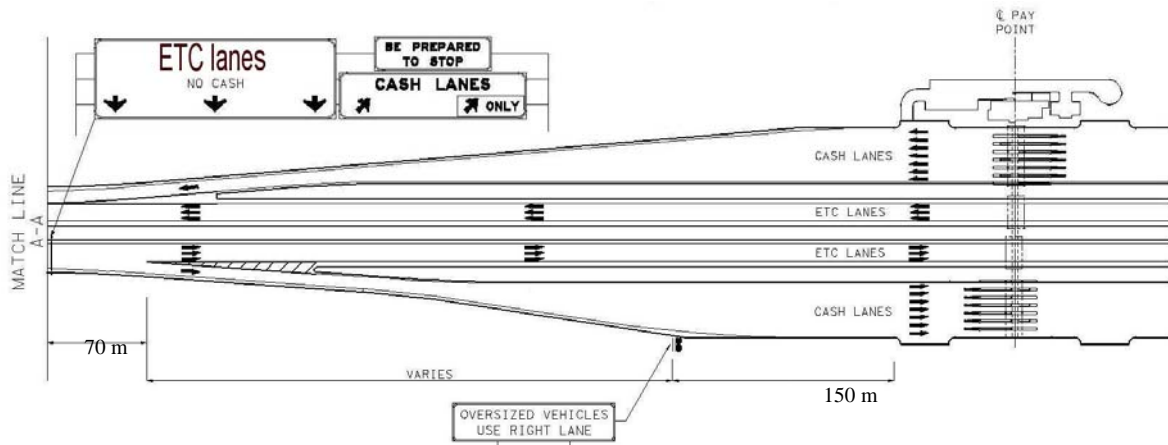 ℄ PAY
POINT
ETC lanes
NO CASH
BE PREPARED
TO STOP
CASH LANES
ONLY
CASH LANES
ETC LANES
MATCH LINE
A-A
ETC LANES
CASH LANES
70 m
VARIES
150 m
OVERSIZED VEHICLES
USE RIGHT LANE